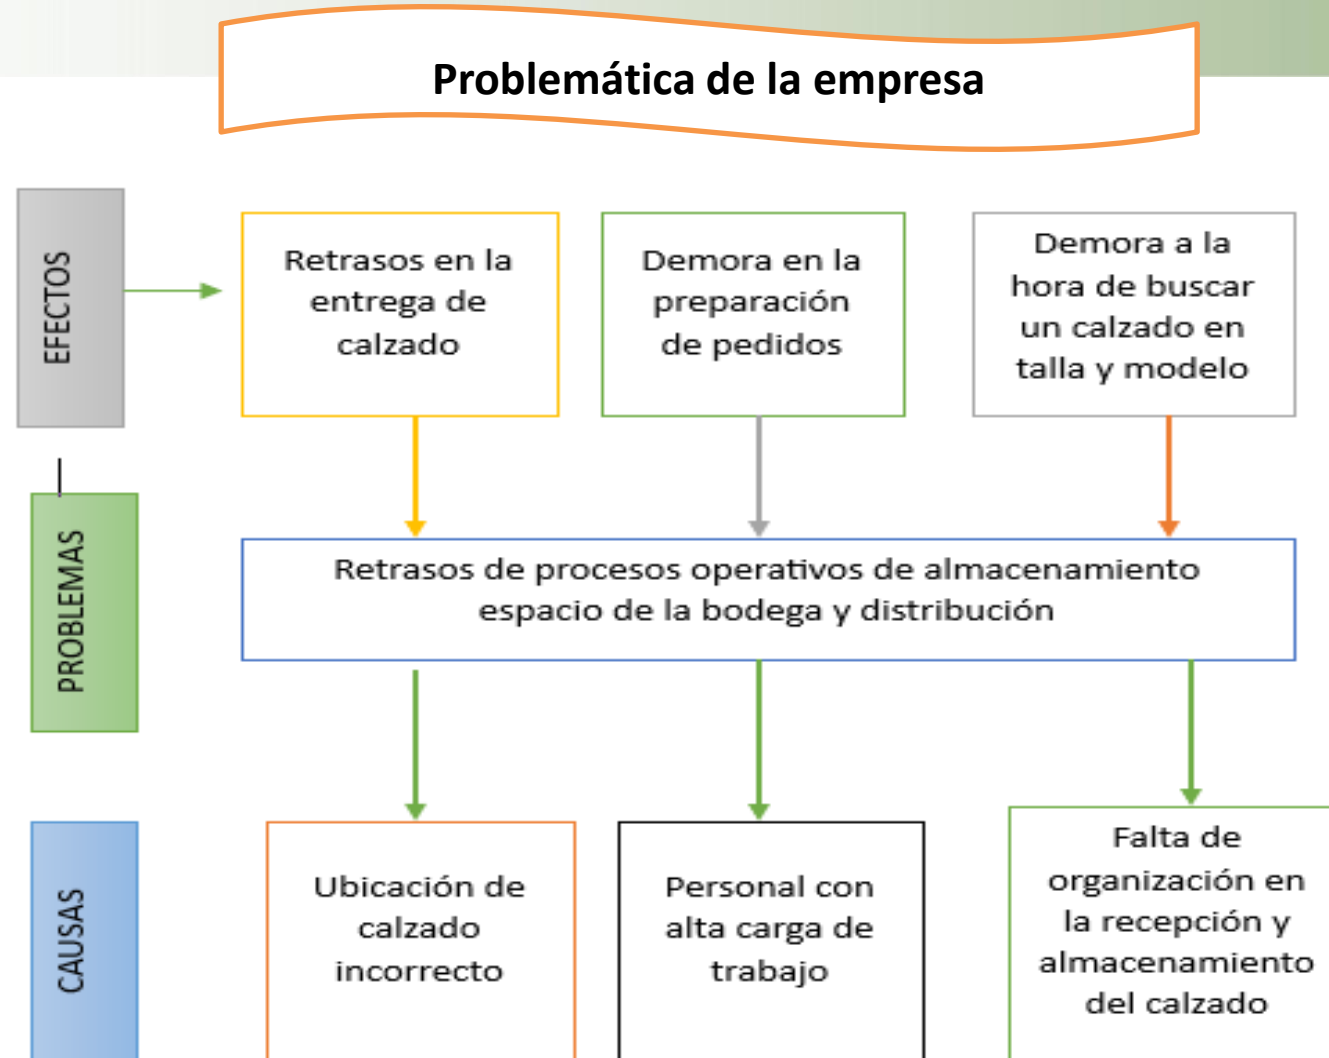 Problemática de la empresa
EFECTOS
Retrasos en la
entrega de
calzado
Demora en la
preparación
de pedidos
Demora a la
hora de buscar
un calzado en
talla y modelo
PROBLEMAS
Retrasos de procesos operativos de almacenamiento
espacio de la bodega y distribución
CAUSAS
Ubicación de
calzado
incorrecto
Personal con
alta carga de
trabajo
Falta de
organización en
la recepción y
almacenamiento
del calzado